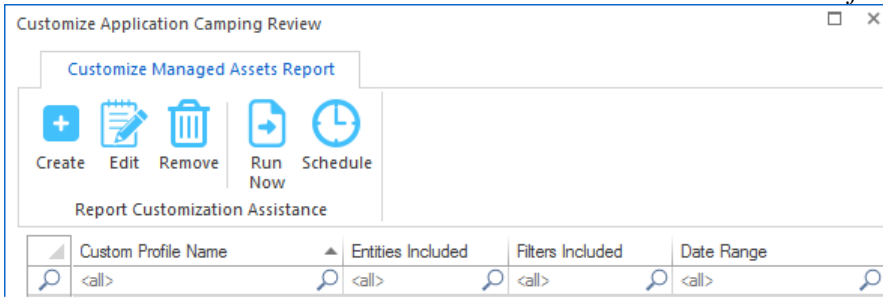 Customize Application Camping Review
Customize Managed Assets Report
Create Edit Remove Run Now Schedule
Report Customization Assistance
Custom Profile Name Entities Included Filters Included Date Range
<all> <all> <all> <all>